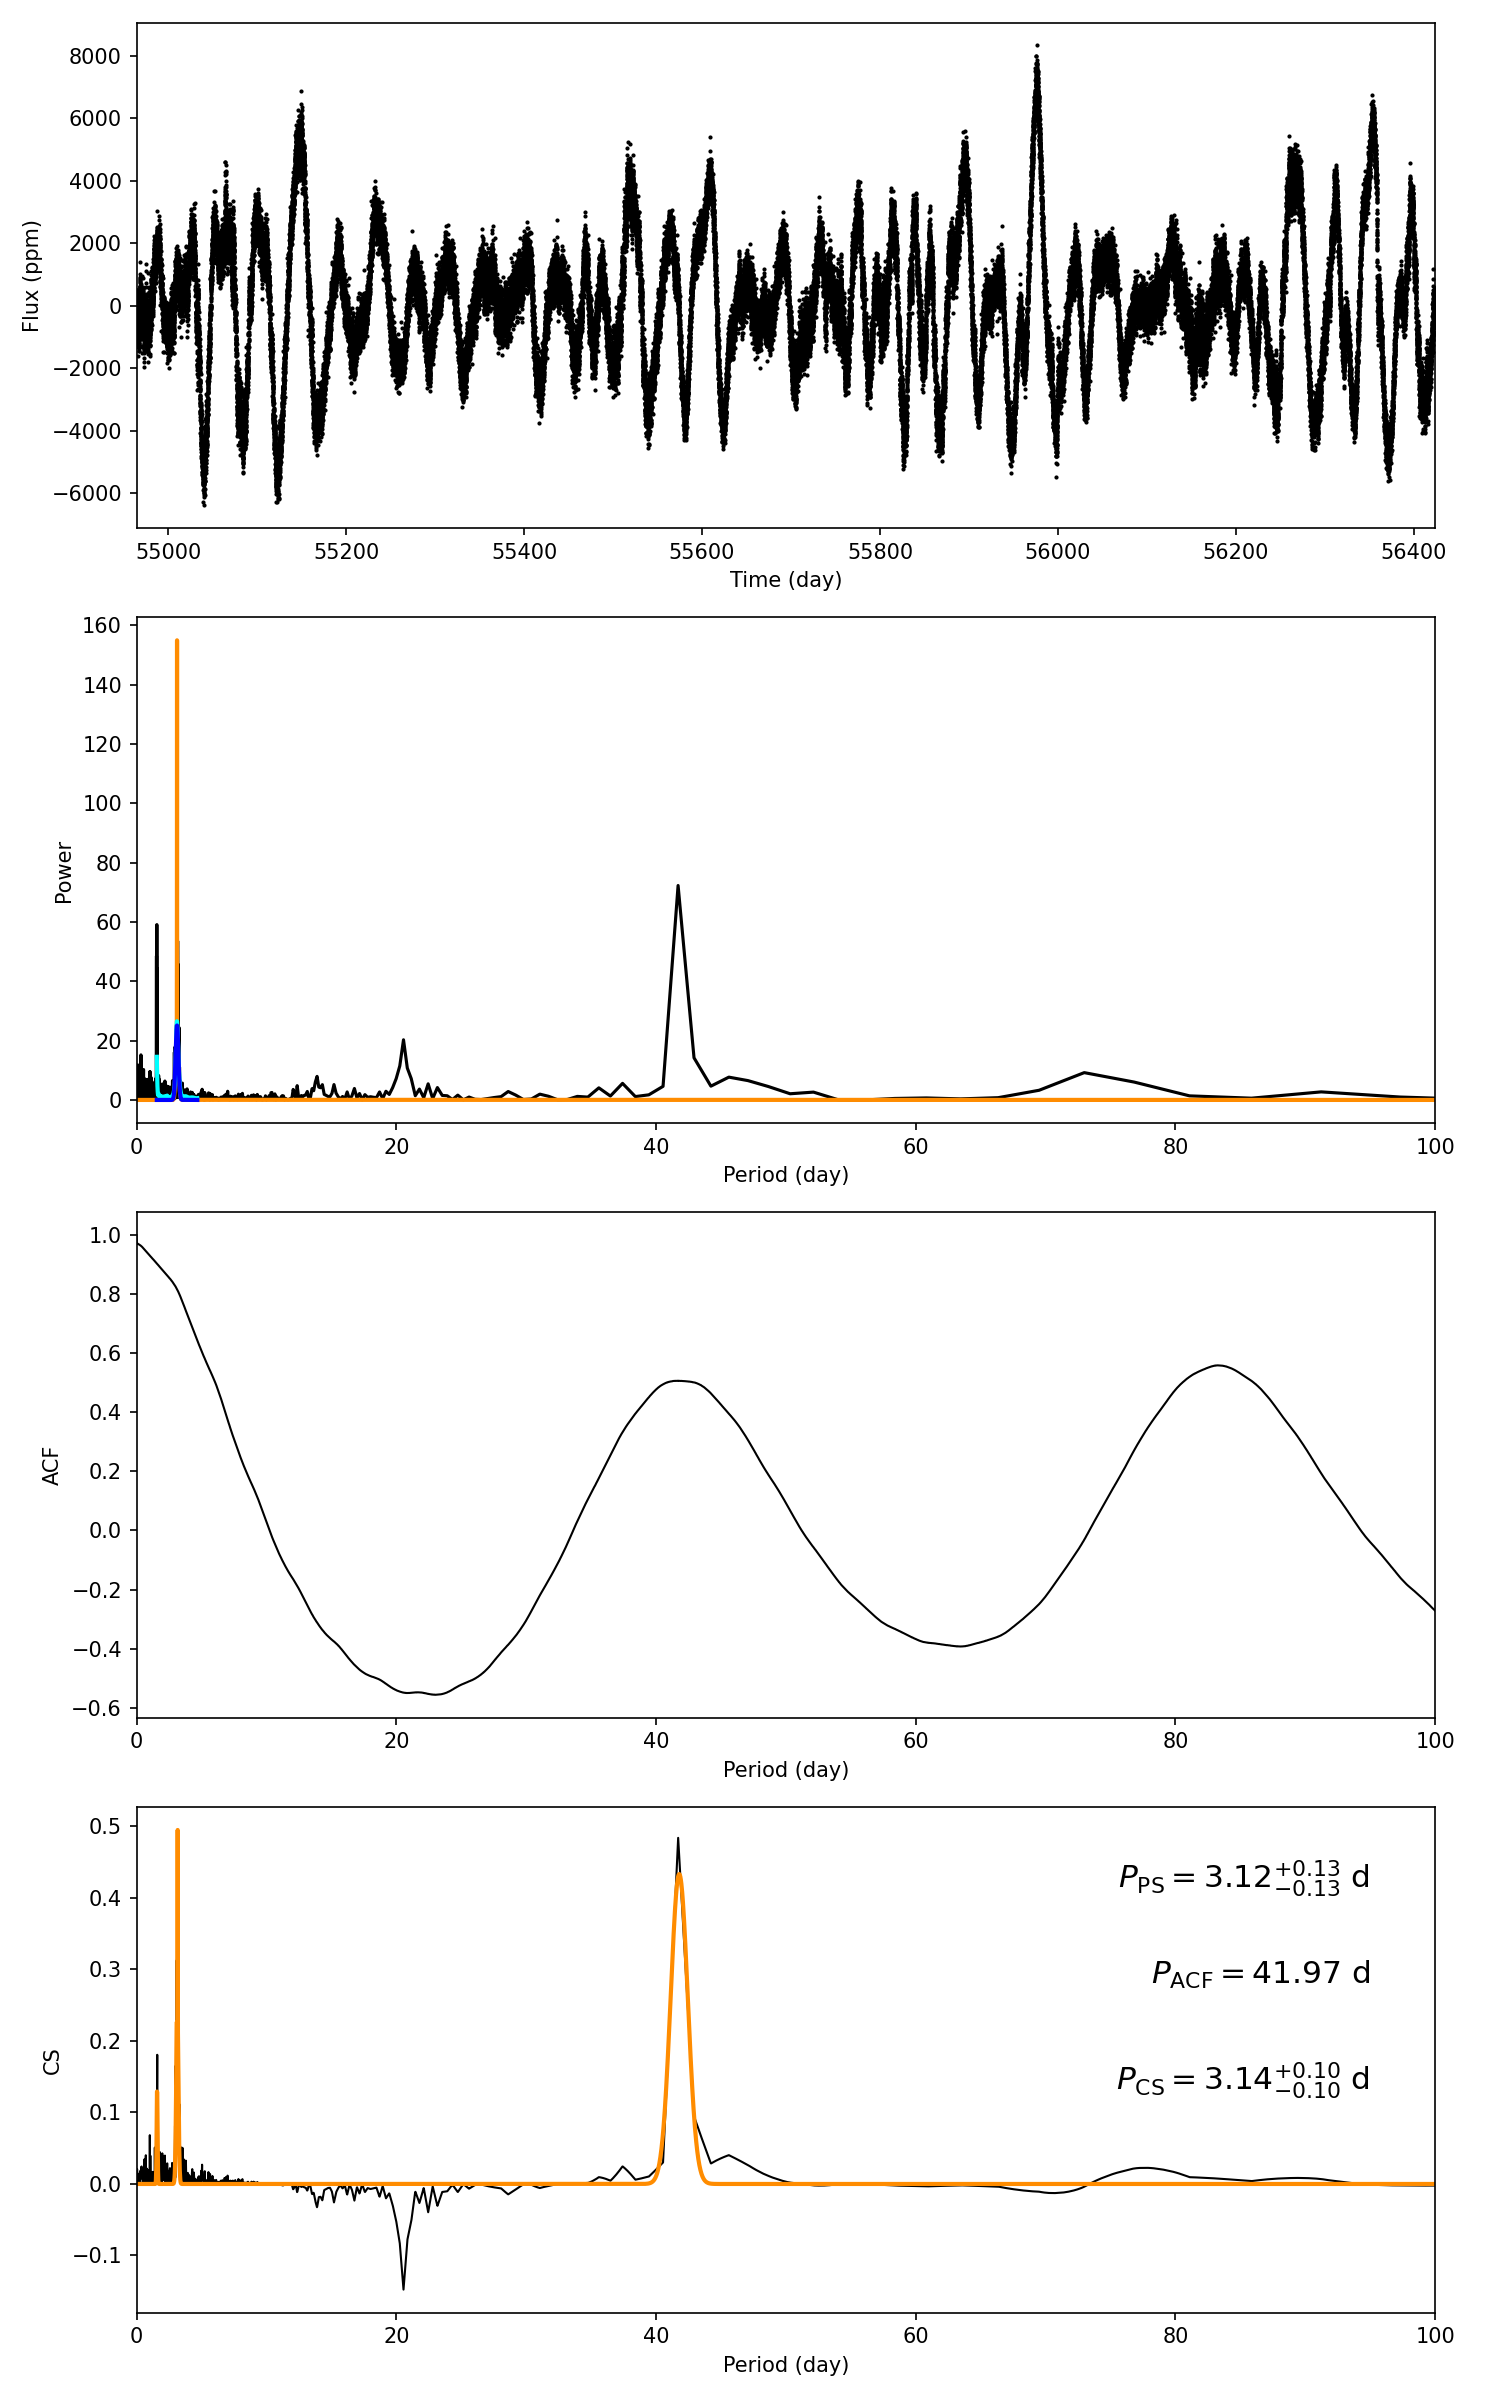 8000
6000
4000
2000
0
−2000
−4000
−6000
Flux (ppm)
55000 55200 55400 55600 55800 56000 56200 56400
Time (day)
160
140
120
100
80
60
40
20
0
Power
0 20 40 60 80 100
Period (day)
1.0
0.8
0.6
0.4
0.2
0.0
−0.2
−0.4
−0.6
ACF
0 20 40 60 80 100
Period (day)
0.5
0.4
0.3
0.2
0.1
0.0
−0.1
CS
P_PS = 3.12 +0.13 −0.13 d
P_ACF = 41.97 d
P_CS = 3.14 +0.10 −0.10 d
0 20 40 60 80 100
Period (day)